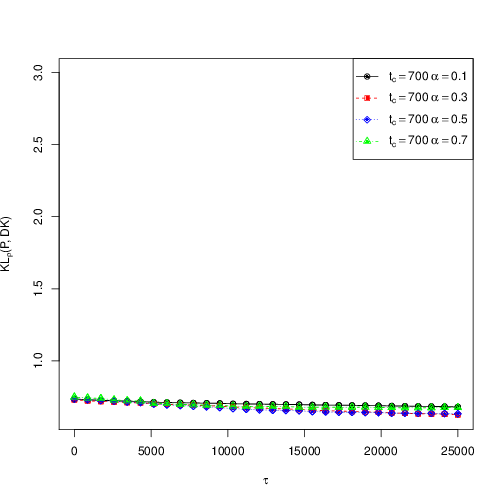 t_c = 700 α = 0.1
t_c = 700 α = 0.3
t_c = 700 α = 0.5
t_c = 700 α = 0.7
3.0
2.5
2.0
1.5
1.0
KL_p(P, DK)
0 5000 10000 15000 20000 25000
τ